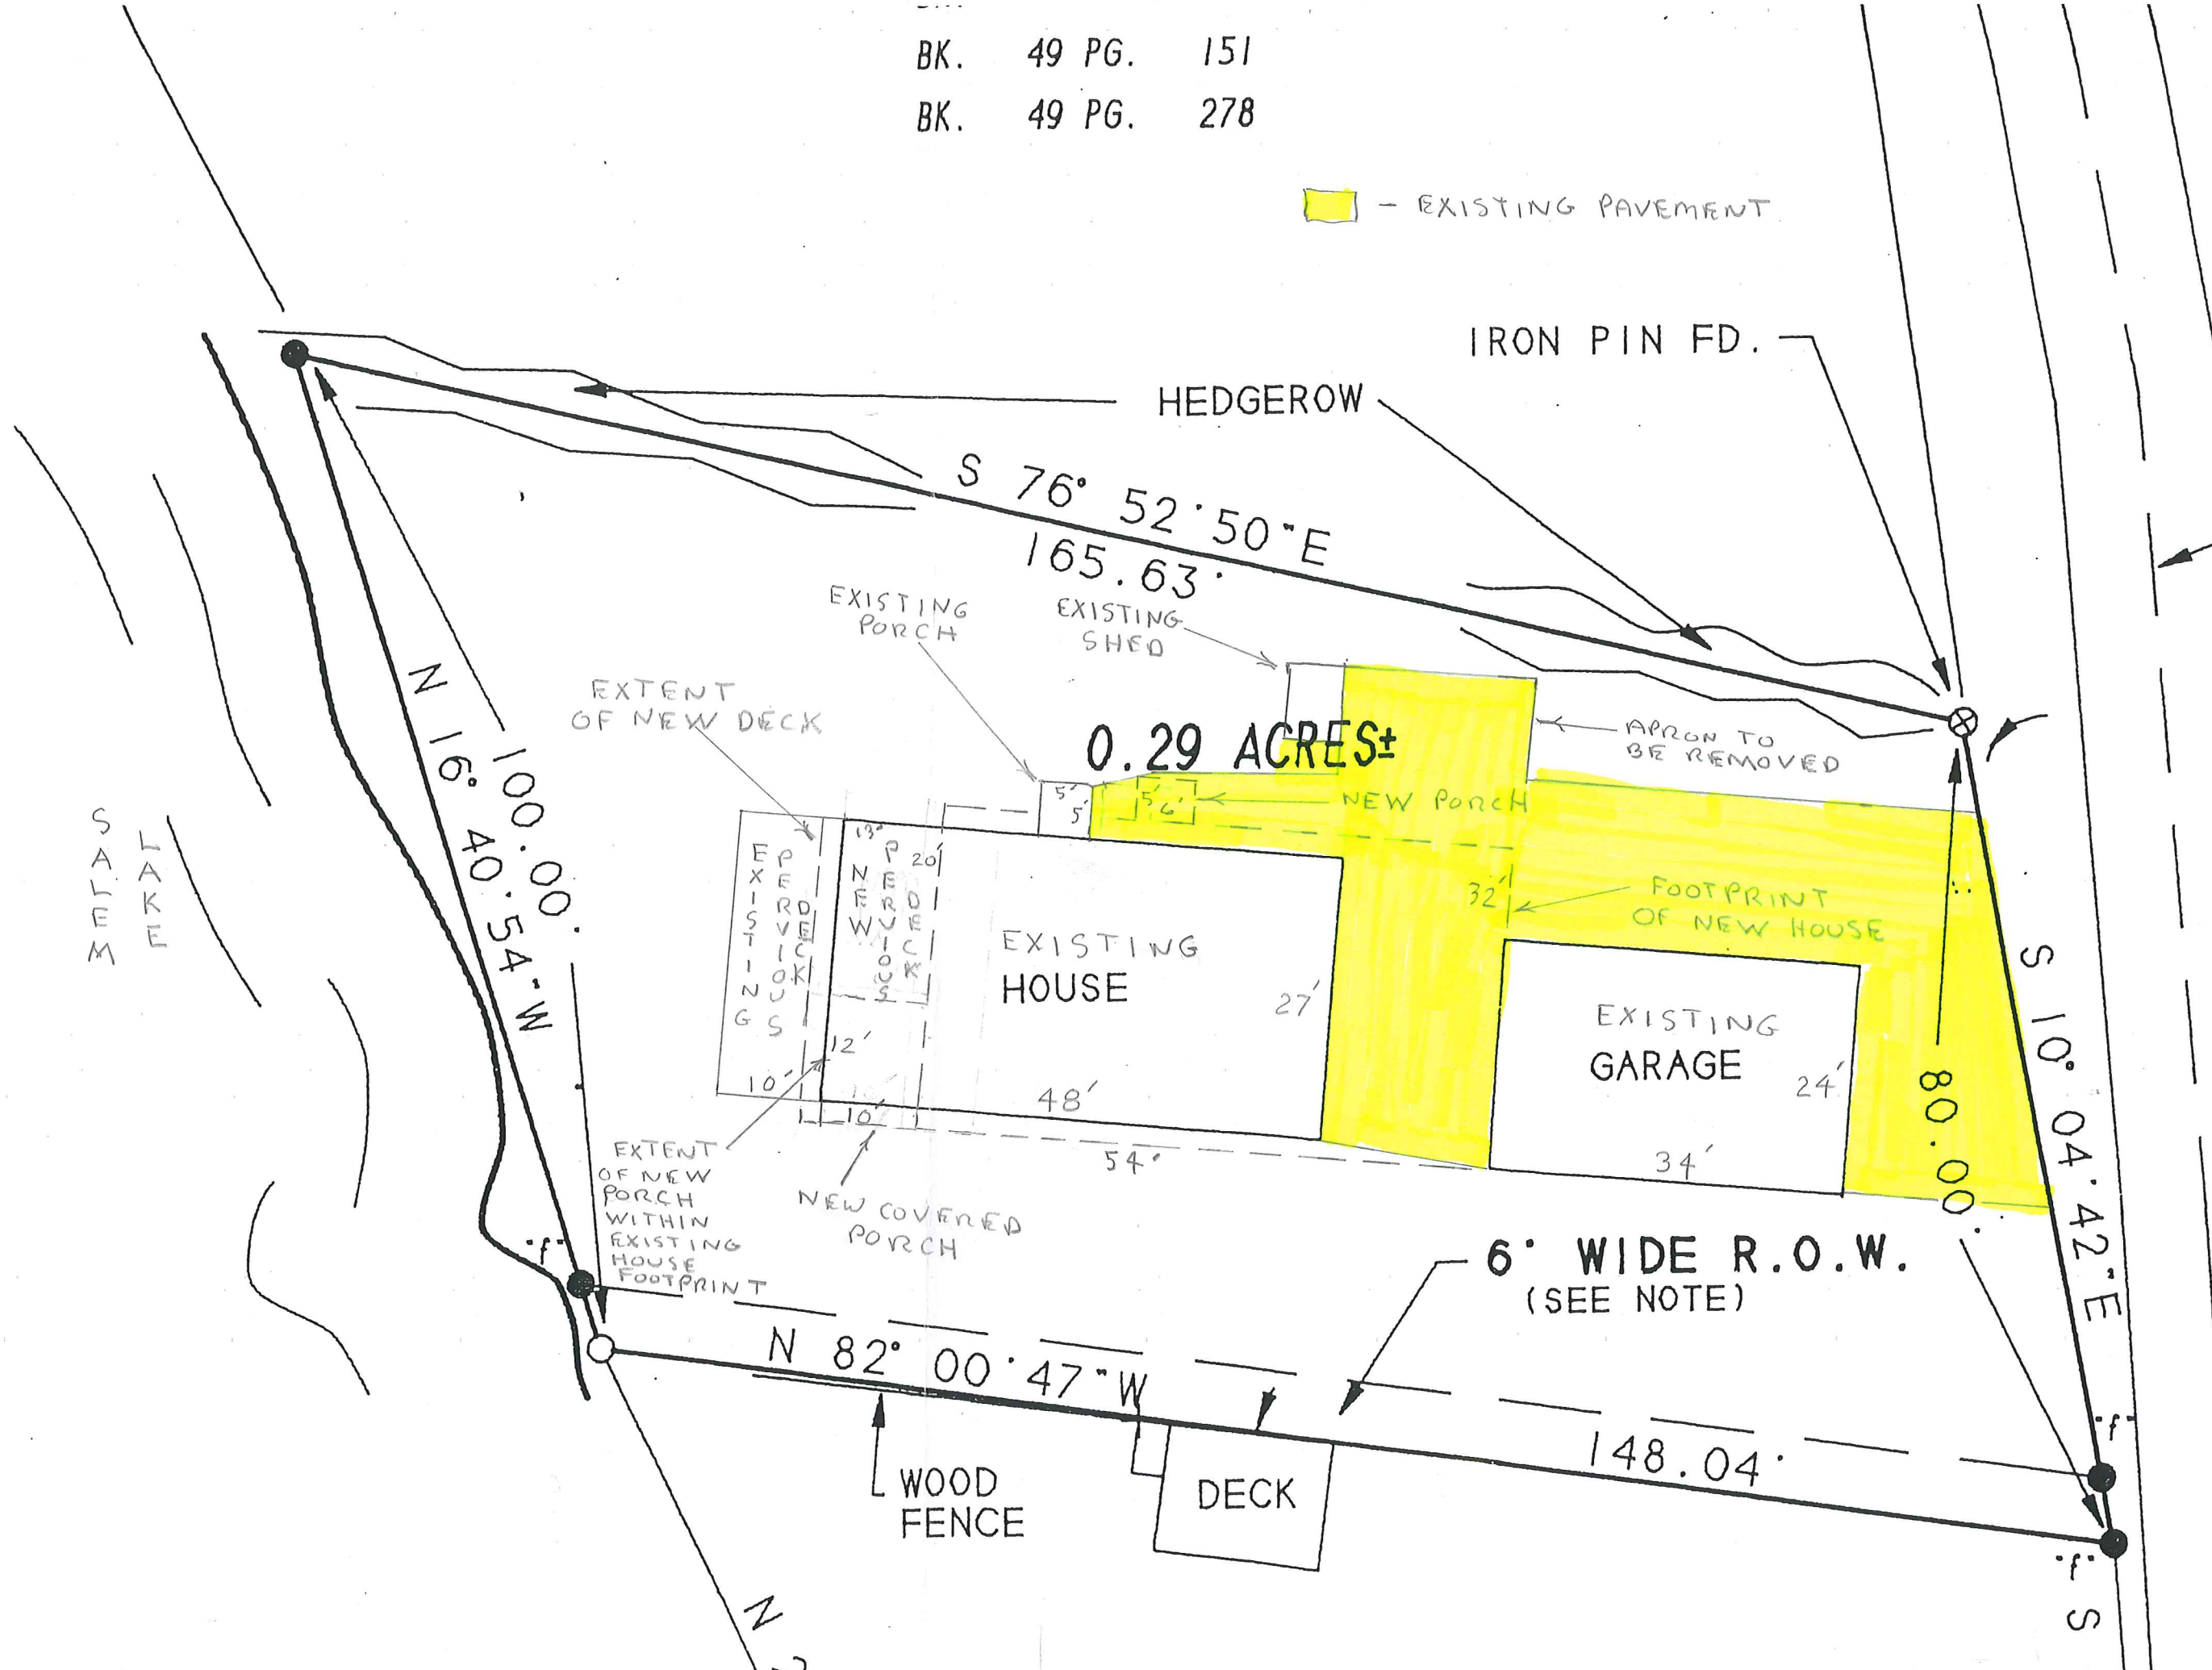 BK. 49 PG. 151
BK. 49 PG. 278
- EXISTING PAVEMENT
IRON PIN FD.
HEDGEROW
S 76° 52'50"E
165.63'
EXISTING
PORCH
EXISTING
SHED
EXTENT
OF NEW DECK
0.29 ACRES±
APRON TO
BE REMOVED
N 16° 40'54"W
100.00'
SALEM
LAKE
5'
5'
5'
6'
NEW PORCH
EXISTING
PERVIOUS
DECK
13'
NEW
PERVIOUS
DECK
20'
32'
FOOTPRINT
OF NEW HOUSE
EXISTING
HOUSE
27'
EXISTING
GARAGE
24'
34'
12'
10'
10'
48'
54'
S 10° 04'42"E
80.00'
EXTENT
OF NEW
PORCH
WITHIN
EXISTING
HOUSE
FOOTPRINT
NEW COVERED
PORCH
6' WIDE R.O.W.
(SEE NOTE)
"f"
N 82° 00'47"W
148.04'
"f"
WOOD
FENCE
DECK
"f"
S
N